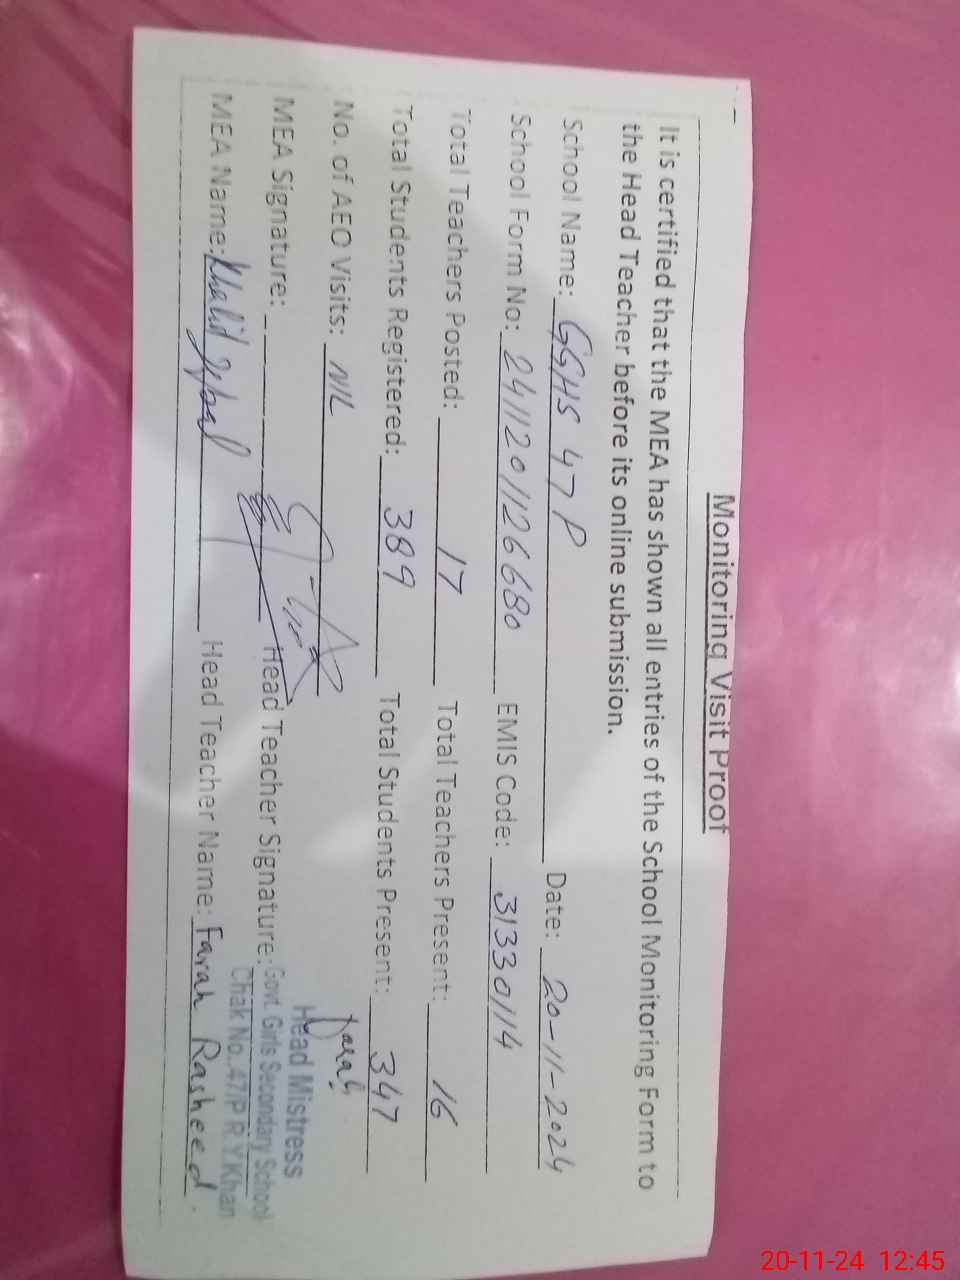 Monitoring Visit Proof
It is certified that the MEA has shown all entries of the School Monitoring Form to
the Head Teacher before its online submission.
School Name: GGHS 47 P Date: 20-11-2024
School Form No: 2411201126680 EMIS Code: 31330114
Total Teachers Posted: 17 Total Teachers Present: 16
Total Students Registered: 389 Total Students Present: 347
No. of AEO Visits: NIL
Farah
Head Mistress
MEA Signature: Head Teacher Signature:
Govt. Girls Secondary School
Chak No. 47/P R.Y.Khan
MEA Name: Khalid Iqbal Head Teacher Name: Farah Rasheed.
20-11-24 12:45